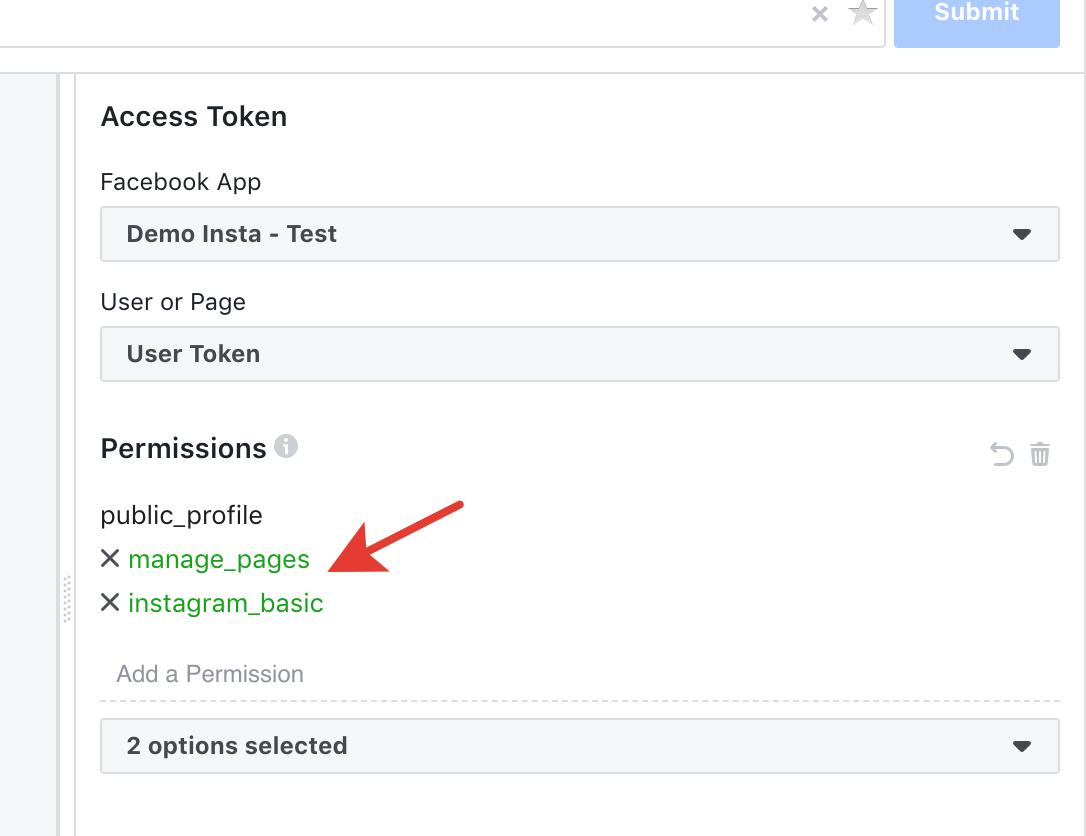 Submit
Access Token
Facebook App
Demo Insta - Test
User or Page
User Token
Permissions
public_profile
manage_pages
instagram_basic
Add a Permission
2 options selected